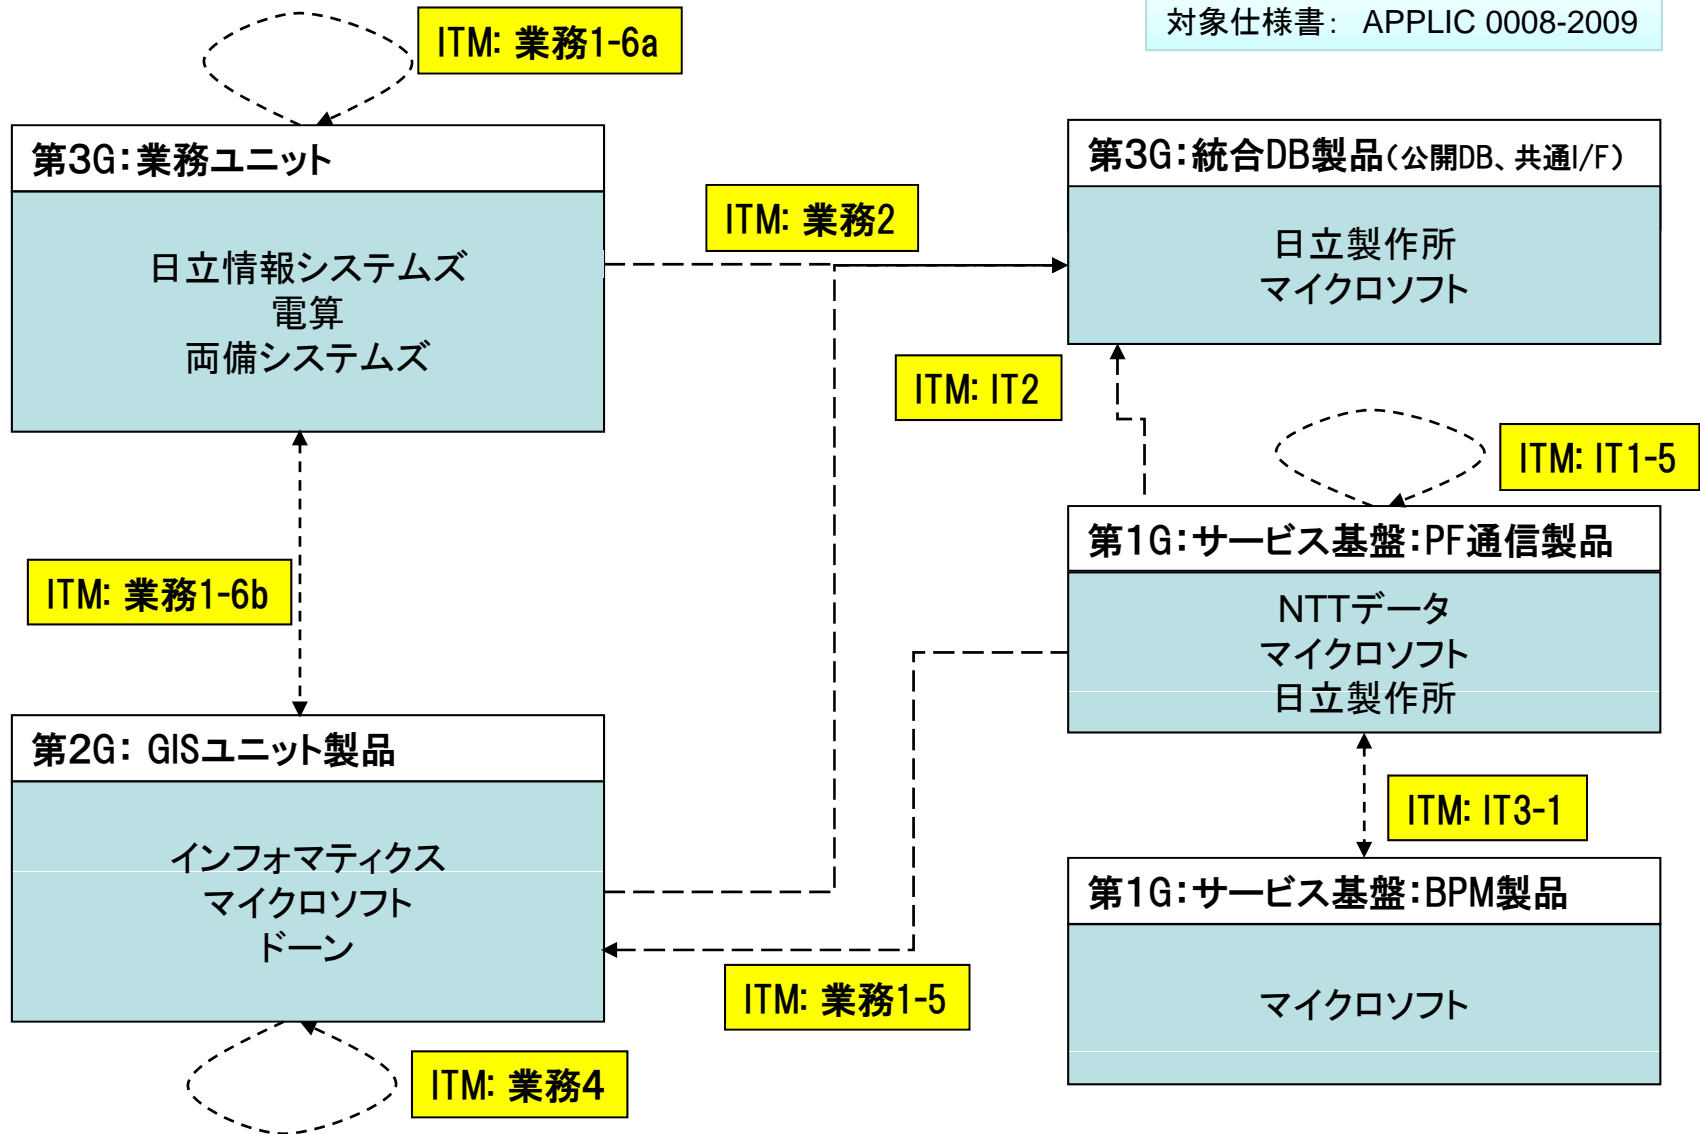 対象仕様書： APPLIC 0008-2009
ITM: 業務1-6a
第3G：業務ユニット
日立情報システムズ
電算
両備システムズ
ITM: 業務2
第3G：統合DB製品（公開DB、共通I/F）
日立製作所
マイクロソフト
ITM: IT2
ITM: IT1-5
第1G：サービス基盤：PF通信製品
NTTデータ
マイクロソフト
日立製作所
ITM: 業務1-6b
第2G： GISユニット製品
インフォマティクス
マイクロソフト
ドーン
ITM: IT3-1
第1G：サービス基盤：BPM製品
マイクロソフト
ITM: 業務1-5
ITM: 業務4